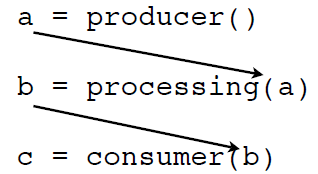 a = producer()
b = processing(a)
c = consumer(b)